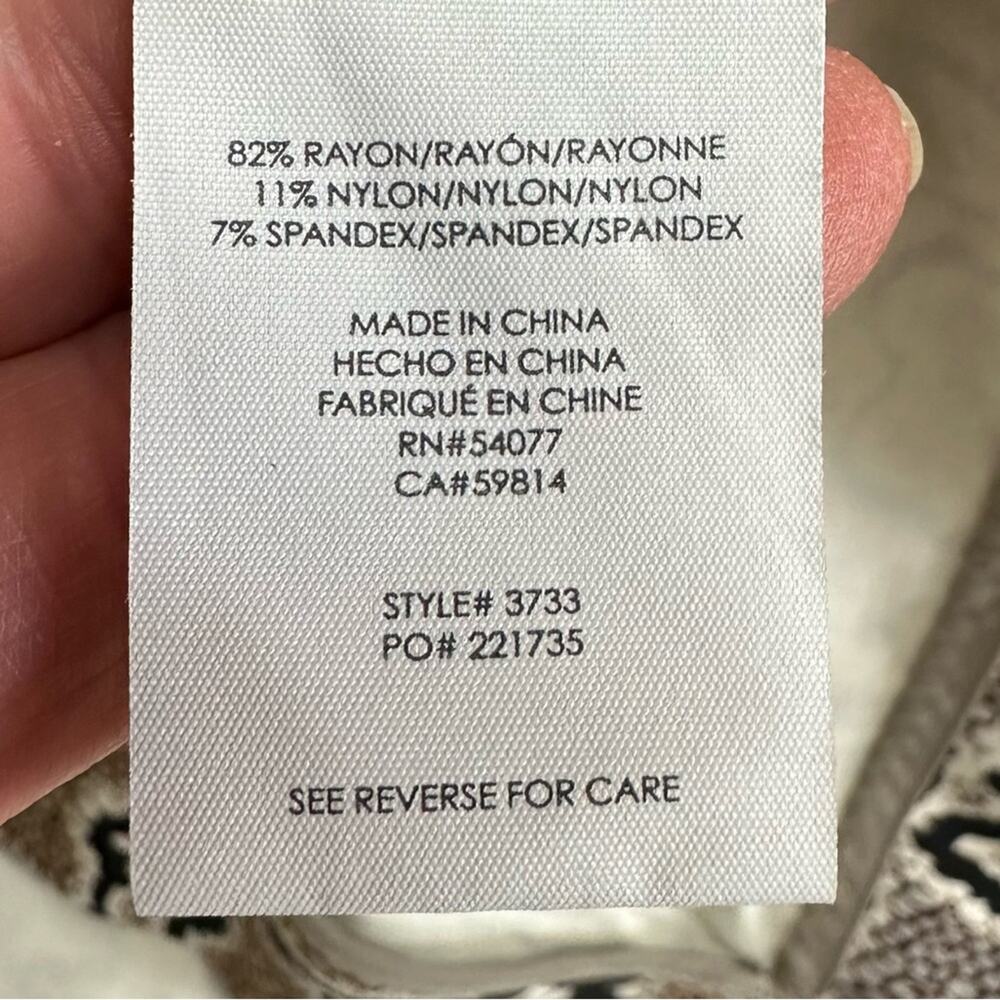 82% RAYON/RAYÓN/RAYONNE
11% NYLON/NYLON/NYLON
7% SPANDEX/SPANDEX/SPANDEX
MADE IN CHINA
HECHO EN CHINA
FABRIQUÉ EN CHINE
RN#54077
CA#59814
STYLE# 3733
PO# 221735
SEE REVERSE FOR CARE